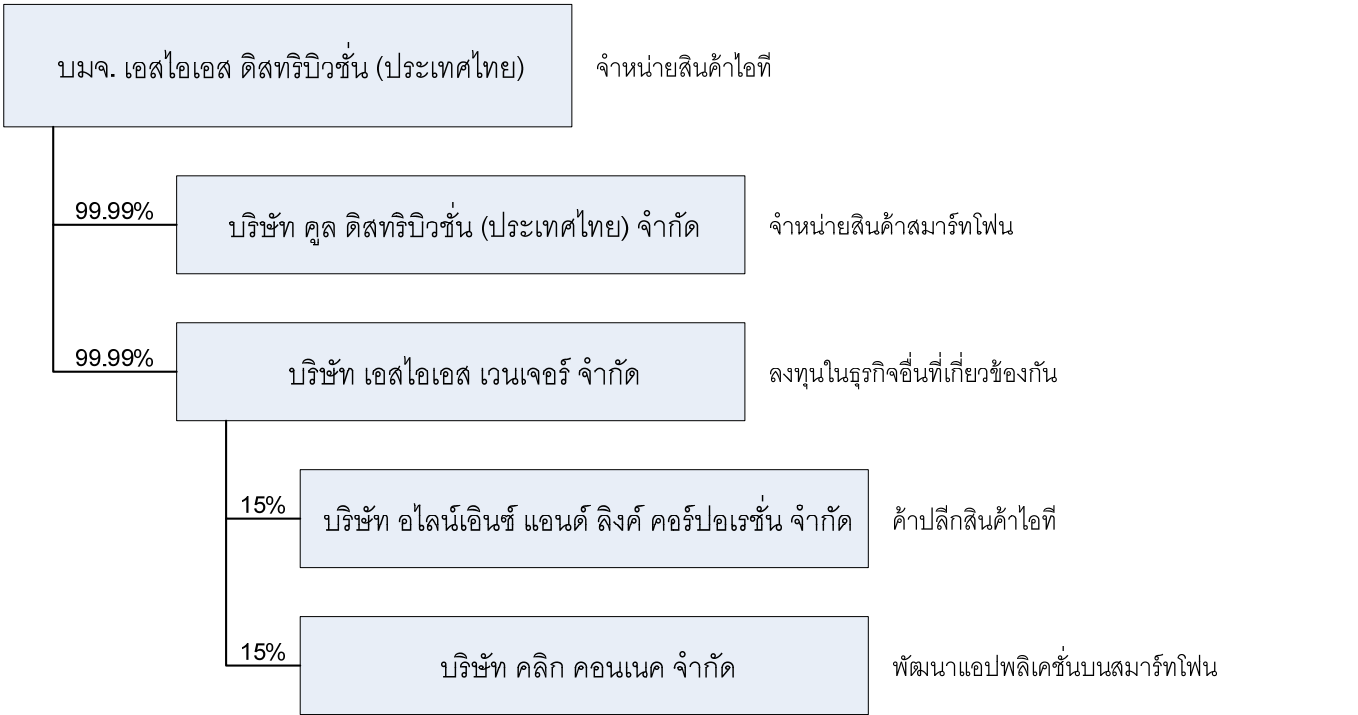 บมจ. เอสไอเอส ดิสทริบิวชั่น (ประเทศไทย)
จำหน่ายสินค้าไอที
99.99%
บริษัท คูล ดิสทริบิวชั่น (ประเทศไทย) จำกัด
จำหน่ายสินค้าสมาร์ทโฟน
99.99%
บริษัท เอสไอเอส เวนเจอร์ จำกัด
ลงทุนในธุรกิจอื่นที่เกี่ยวข้องกัน
15%
บริษัท อไลน์เอินซ์ แอนด์ ลิงค์ คอร์ปอเรชั่น จำกัด
ค้าปลีกสินค้าไอที
15%
บริษัท คลิก คอนเนค จำกัด
พัฒนาแอปพลิเคชั่นบนสมาร์ทโฟน